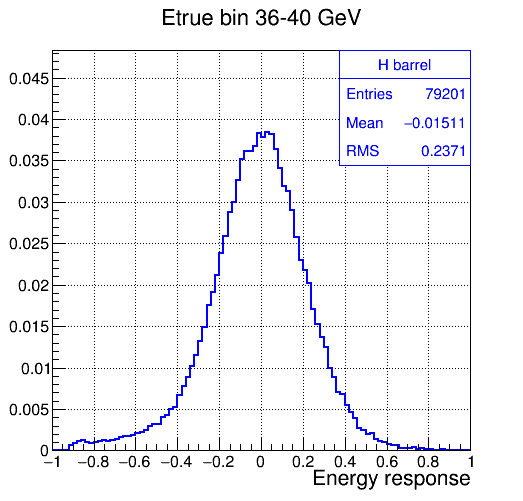 Etrue bin 36-40 GeV
H barrel
Entries 79201
Mean −0.01511
RMS 0.2371
0.045
0.04
0.035
0.03
0.025
0.02
0.015
0.01
0.005
0
−1 −0.8 −0.6 −0.4 −0.2 0 0.2 0.4 0.6 0.8 1
Energy response